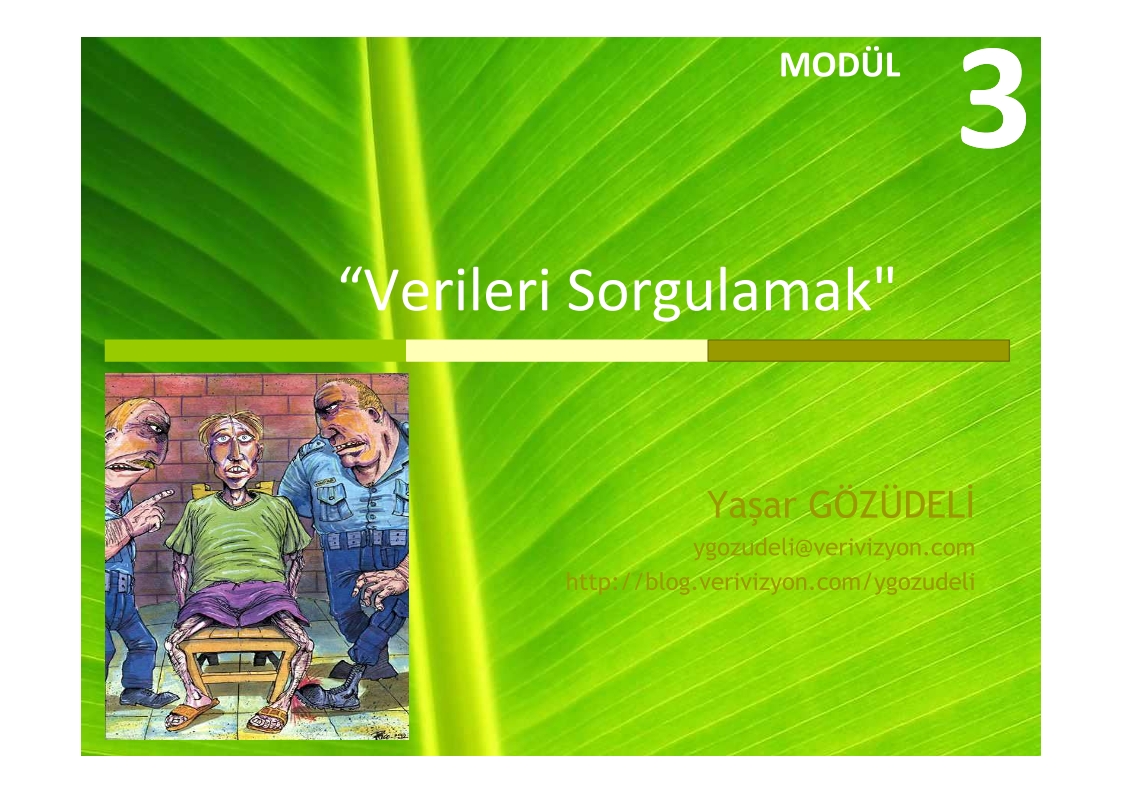 MODÜL 3
“Verileri Sorgulamak"
Yaşar GÖZÜDELİ
ygozudeli@verivizyon.com
http://blog.verivizyon.com/ygozudeli